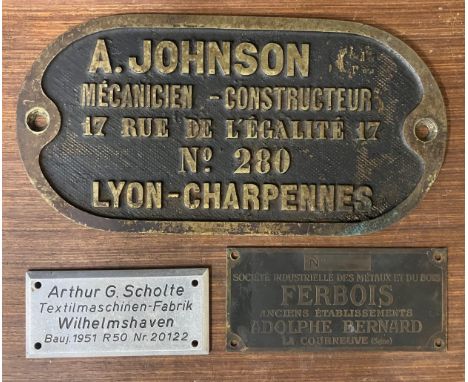 A. JOHNSON
MÉCANICIEN - CONSTRUCTEUR
17 RUE DE L'ÉGALITÉ 17
No. 280
LYON-CHARPENNES
Arthur G. Scholte
Textilmaschinen-Fabrik
Wilhelmshaven
Bauj. 1951 R50 Nr. 20122
N
SOCIÉTÉ INDUSTRIELLE DES MÉTAUX ET DU BOIS
FERBOIS
ANCIENS ÉTABLISSEMENTS
ADOLPHE BERNARD
LA COURNEUVE (Seine)